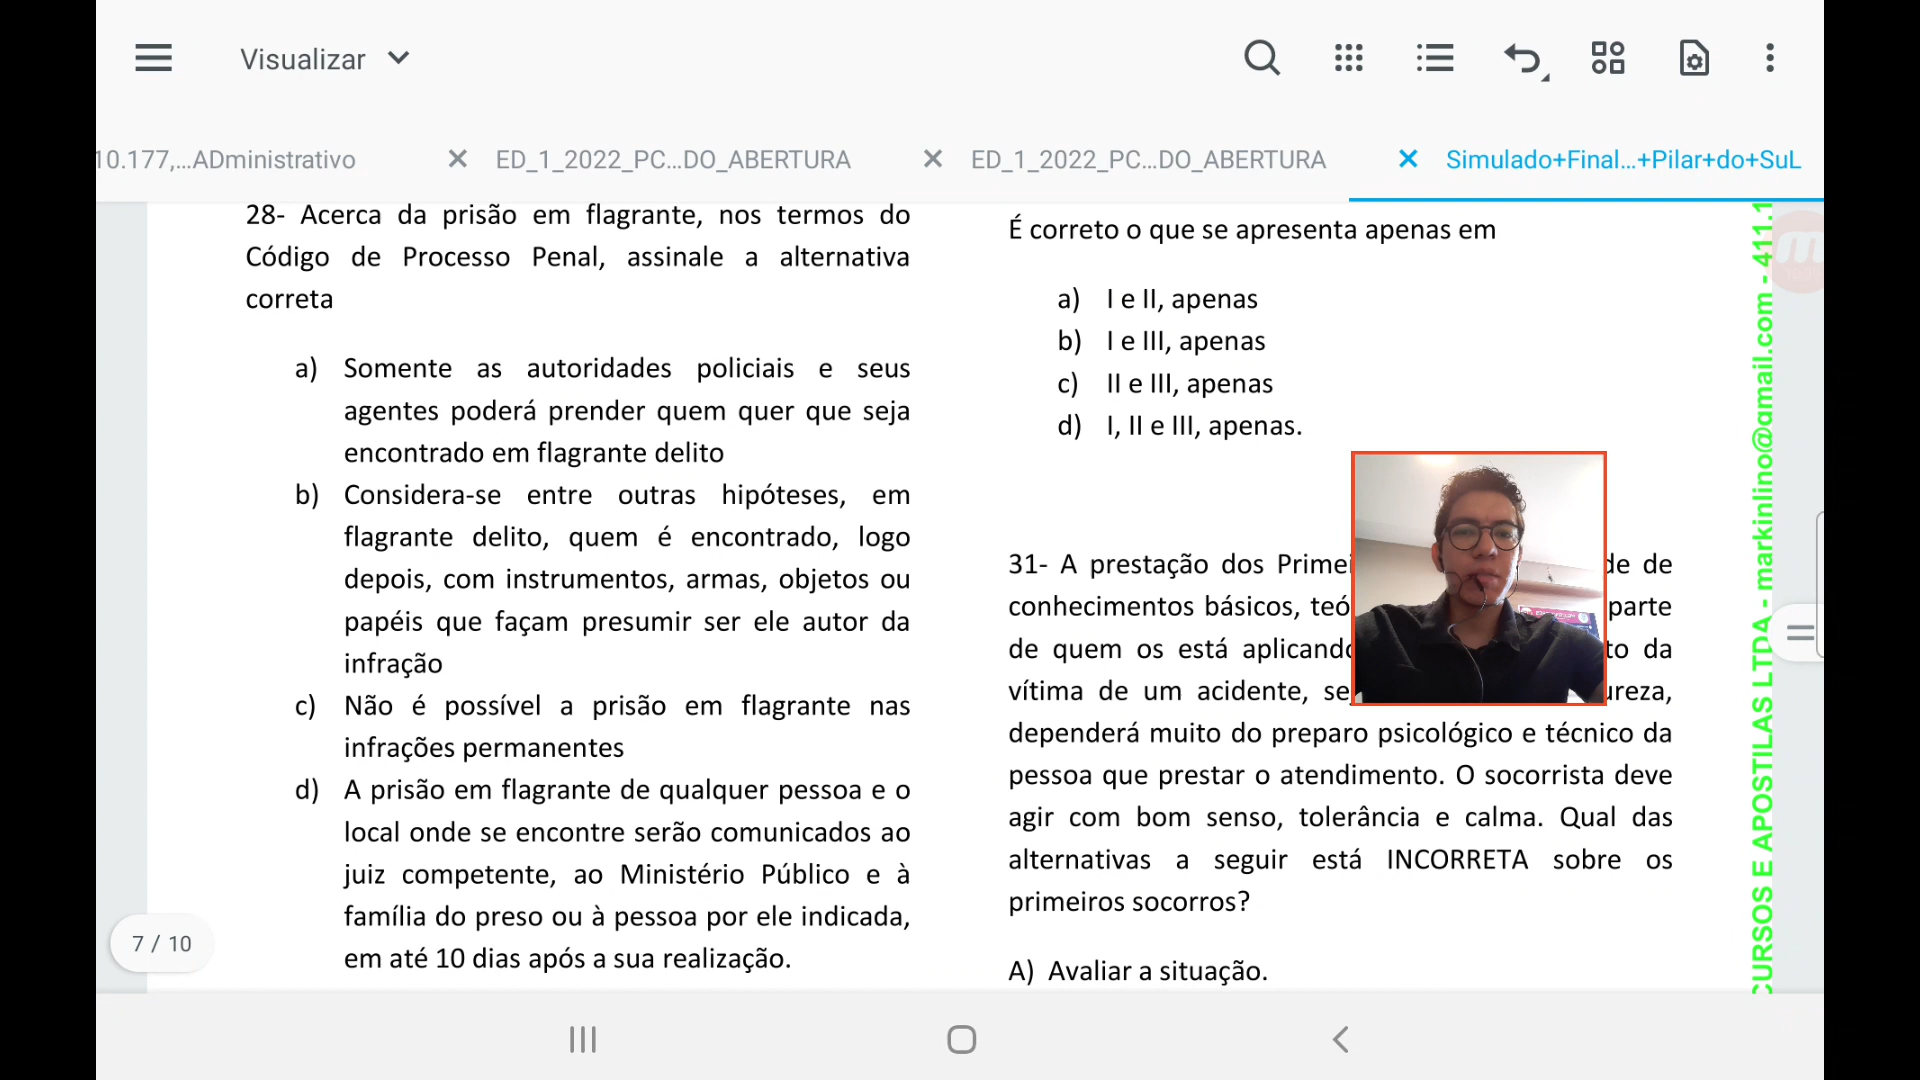 Visualizar
10.177,...ADministrativo
ED_1_2022_PC...DO_ABERTURA
ED_1_2022_PC...DO_ABERTURA
Simulado+Final...+Pilar+do+SuL
28- Acerca da prisão em flagrante, nos termos do
Código de Processo Penal, assinale a alternativa
correta
a) Somente as autoridades policiais e seus
agentes poderá prender quem quer que seja
encontrado em flagrante delito
b) Considera-se entre outras hipóteses, em
flagrante delito, quem é encontrado, logo
depois, com instrumentos, armas, objetos ou
papéis que façam presumir ser ele autor da
infração
c) Não é possível a prisão em flagrante nas
infrações permanentes
d) A prisão em flagrante de qualquer pessoa e o
local onde se encontre serão comunicados ao
juiz competente, ao Ministério Público e à
família do preso ou à pessoa por ele indicada,
em até 10 dias após a sua realização.
7 / 10
É correto o que se apresenta apenas em
a) I e II, apenas
b) I e III, apenas
c) II e III, apenas
d) I, II e III, apenas.
31- A prestação dos Primei de de
conhecimentos básicos, teó parte
de quem os está aplicando to da
vítima de um acidente, se ureza,
dependerá muito do preparo psicológico e técnico da
pessoa que prestar o atendimento. O socorrista deve
agir com bom senso, tolerância e calma. Qual das
alternativas a seguir está INCORRETA sobre os
primeiros socorros?
A) Avaliar a situação.
CURSOS E APOSTILAS LTDA - markinlino@gmail.com - 411.1